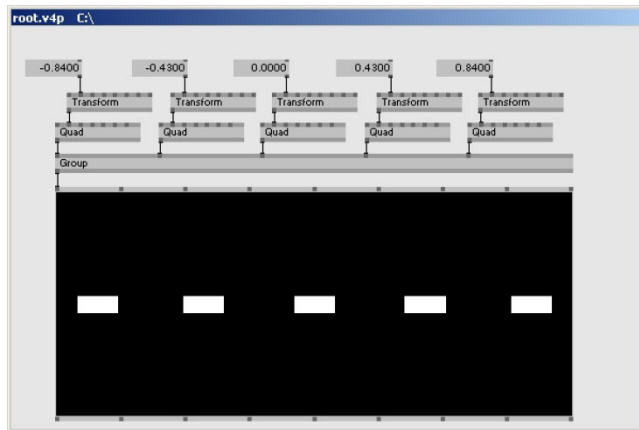 root.v4p C:\
-0.8400 -0.4300 0.0000 0.4300 0.8400
Transform Transform Transform Transform Transform
Quad Quad Quad Quad Quad
Group